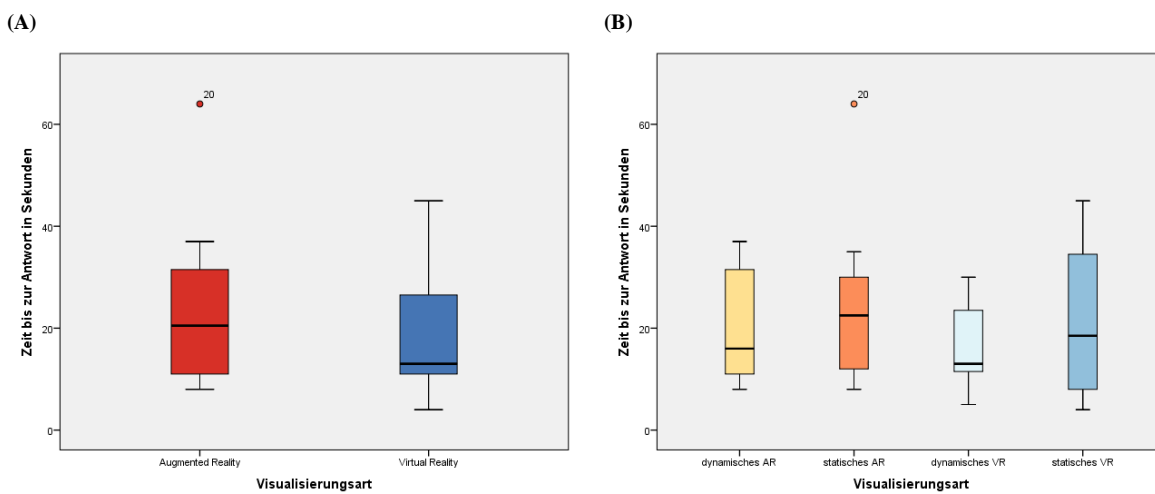 (A)
Zeit bis zur Antwort in Sekunden
60
40
20
0
20
Augmented Reality
Virtual Reality
Visualisierungsart
(B)
Zeit bis zur Antwort in Sekunden
60
40
20
0
20
dynamisches AR
statisches AR
dynamisches VR
statisches VR
Visualisierungsart